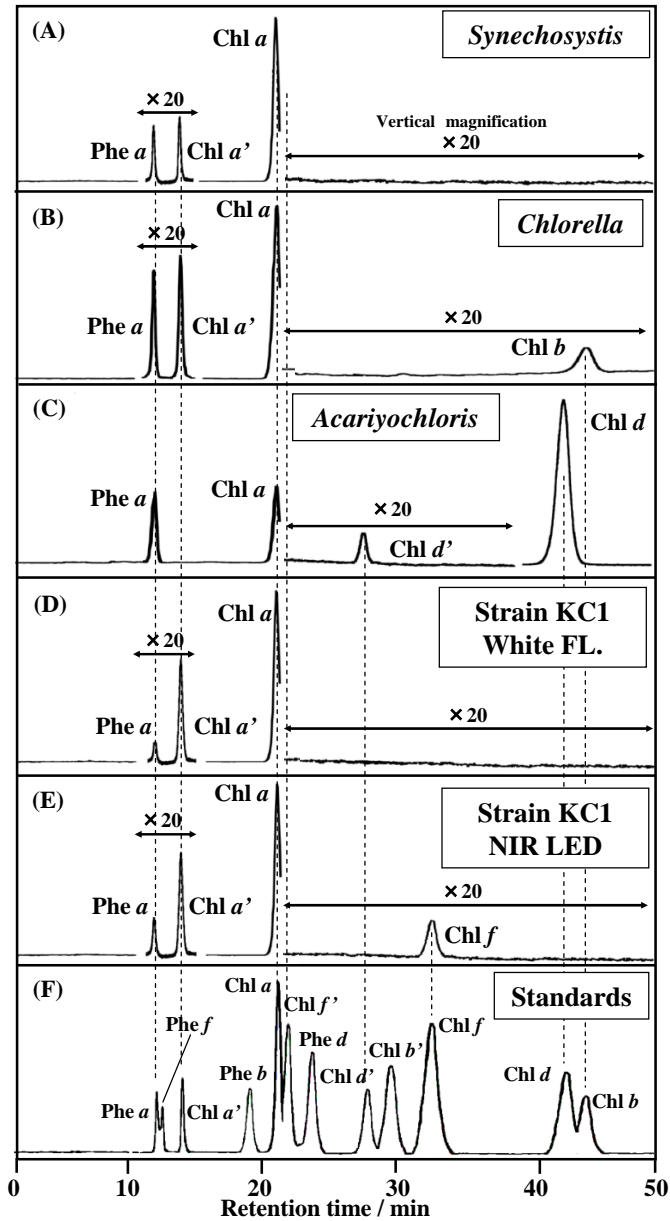 (A)
Chl a
Synechosystis
× 20
Vertical magnification
× 20
Phe a
Chl a’
(B)
Chl a
Chlorella
× 20
× 20
Phe a
Chl a’
Chl b
(C)
Acariyochloris
Chl d
Phe a
Chl a
× 20
Chl d’
(D)
Chl a
Strain KC1
White FL.
× 20
Phe a
Chl a’
× 20
(E)
Chl a
Strain KC1
NIR LED
× 20
× 20
Phe a
Chl a’
Chl f
(F)
Chl a
Standards
Phe f
Chl f’
Chl f
Phe d
Phe b
Chl b’
Phe a
Chl a’
Chl d’
Chl d
Chl b
0 10 20 30 40 50
Retention time / min